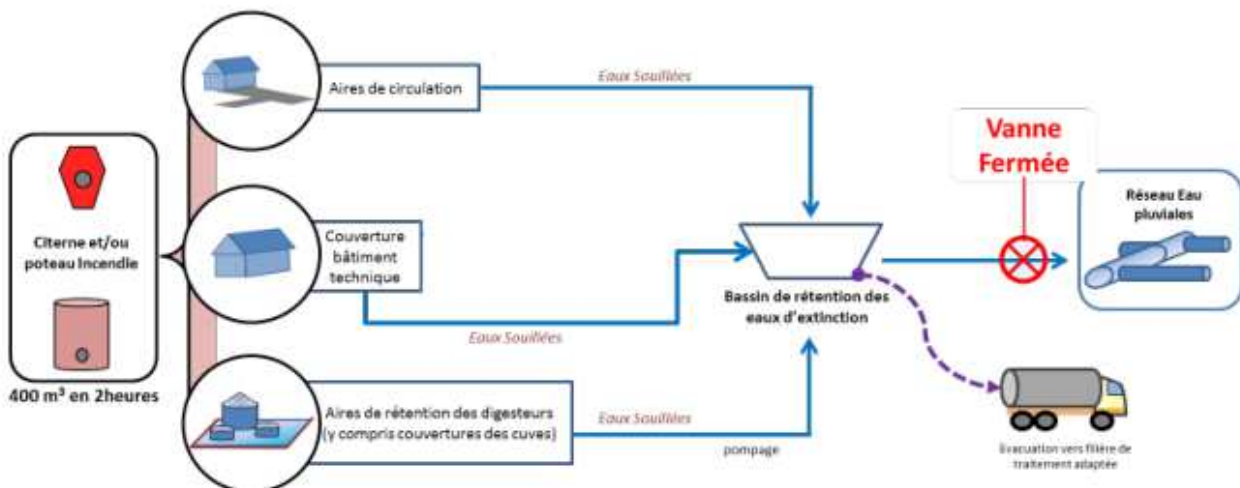 Citerne et/ou
poteau Incendie
400 m³ en 2heures
Aires de circulation
Eaux Souillées
Couverture
bâtiment
technique
Eaux Souillées
Aires de rétention des digesteurs
(y compris couvertures des cuves)
Eaux Souillées
pompage
Bassin de rétention des
eaux d'extinction
Vanne
Fermée
Réseau Eau
pluviales
Evacuation vers filière de
traitement adaptée